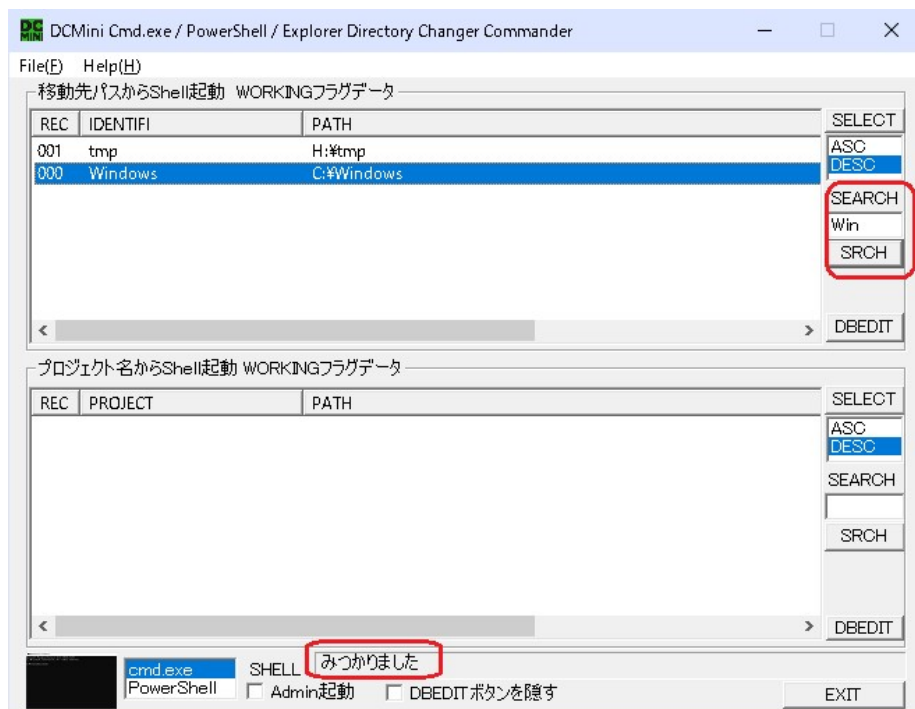 DCMini Cmd.exe / PowerShell / Explorer Directory Changer Commander
File(F) Help(H)
移動先パスからShell起動 WORKINGフラグデータ
REC IDENTIFI PATH SELECT
001 tmp H:¥tmp ASC
000 Windows C:¥Windows DESC
SEARCH
Win
SRCH
DBEDIT
プロジェクト名からShell起動 WORKINGフラグデータ
REC PROJECT PATH SELECT
ASC
DESC
SEARCH
SRCH
DBEDIT
cmd.exe SHELL みつかりました
PowerShell Admin起動 DBEDITボタンを隠す EXIT